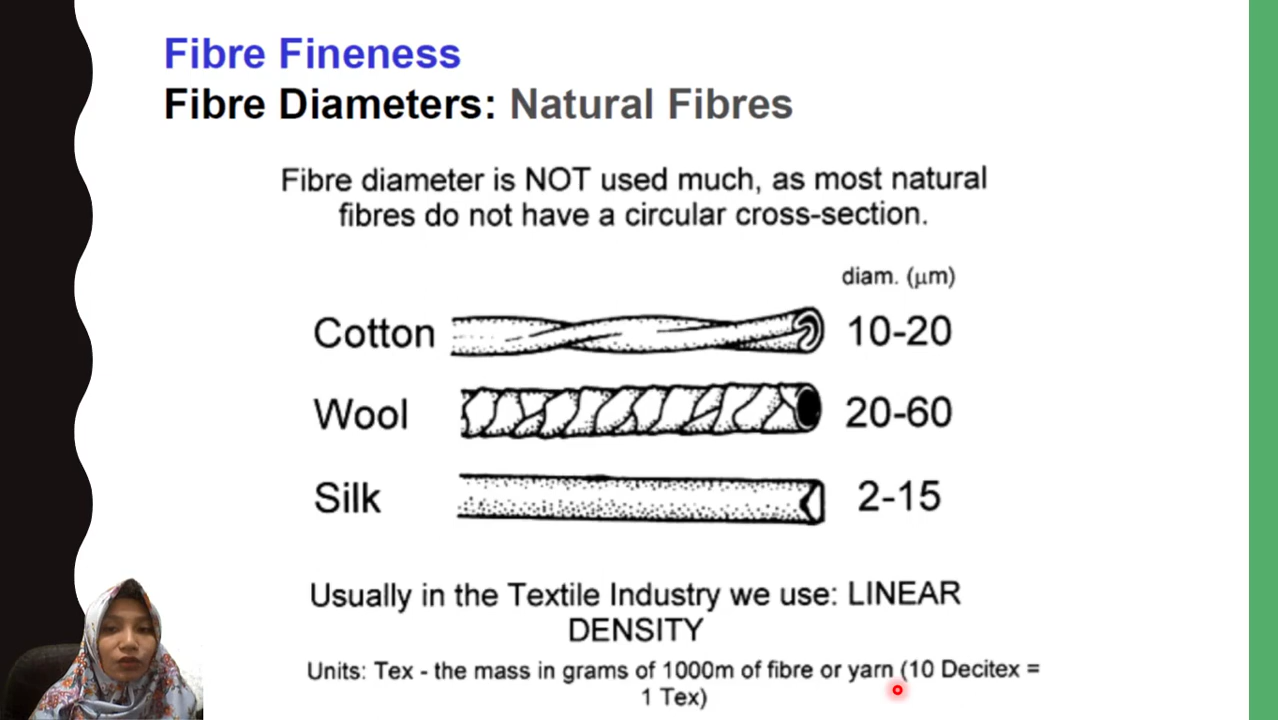 Fibre Fineness
Fibre Diameters: Natural Fibres
Fibre diameter is NOT used much, as most natural
fibres do not have a circular cross-section.
diam. (μm)
Cotton 10-20
Wool 20-60
Silk 2-15
Usually in the Textile Industry we use: LINEAR
DENSITY
Units: Tex - the mass in grams of 1000m of fibre or yarn (10 Decitex =
1 Tex)